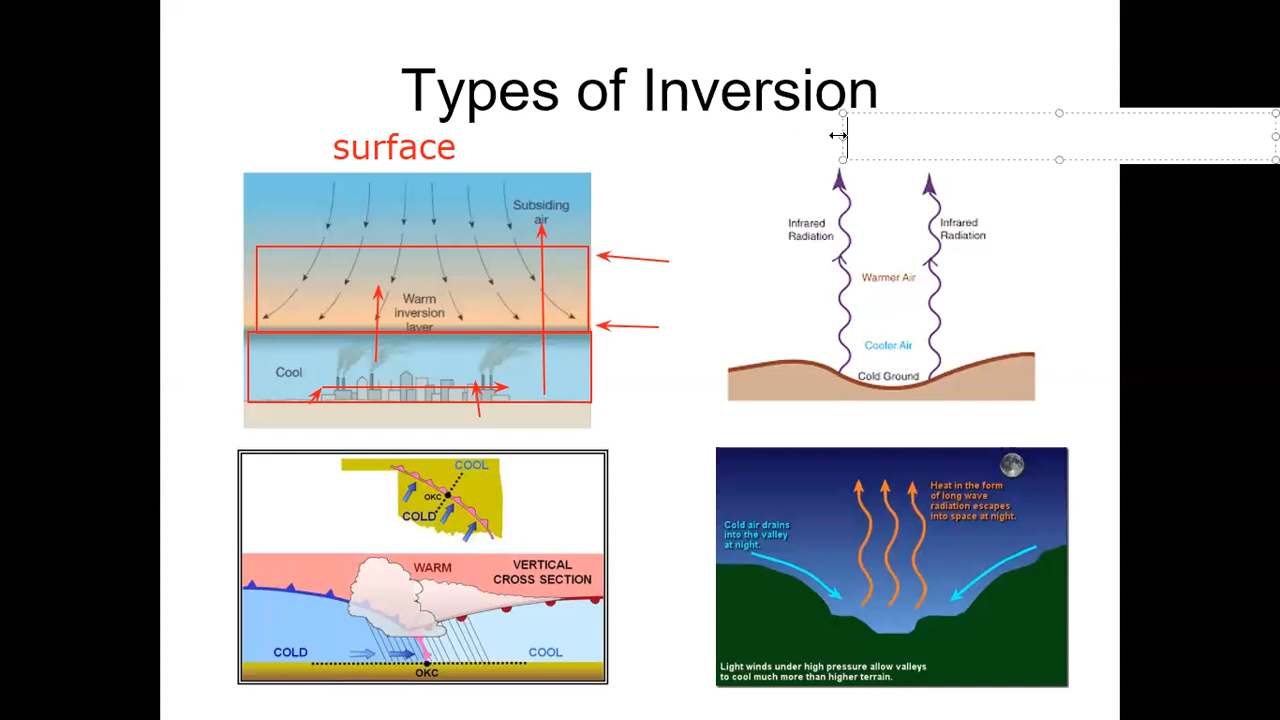 Types of Inversion
surface
Subsiding
air
Warm
inversion
layer
Cool
Infrared
Radiation
Infrared
Radiation
Warmer Air
Cooler Air
Cold Ground
COOL
OKC
COLD
WARM
VERTICAL
CROSS SECTION
COLD
COOL
OKC
Heat in the form
of long wave
radiation escapes
into space at night.
Cold air drains
into the valley
at night.
Light winds under high pressure allow valleys
to cool much more than higher terrain.